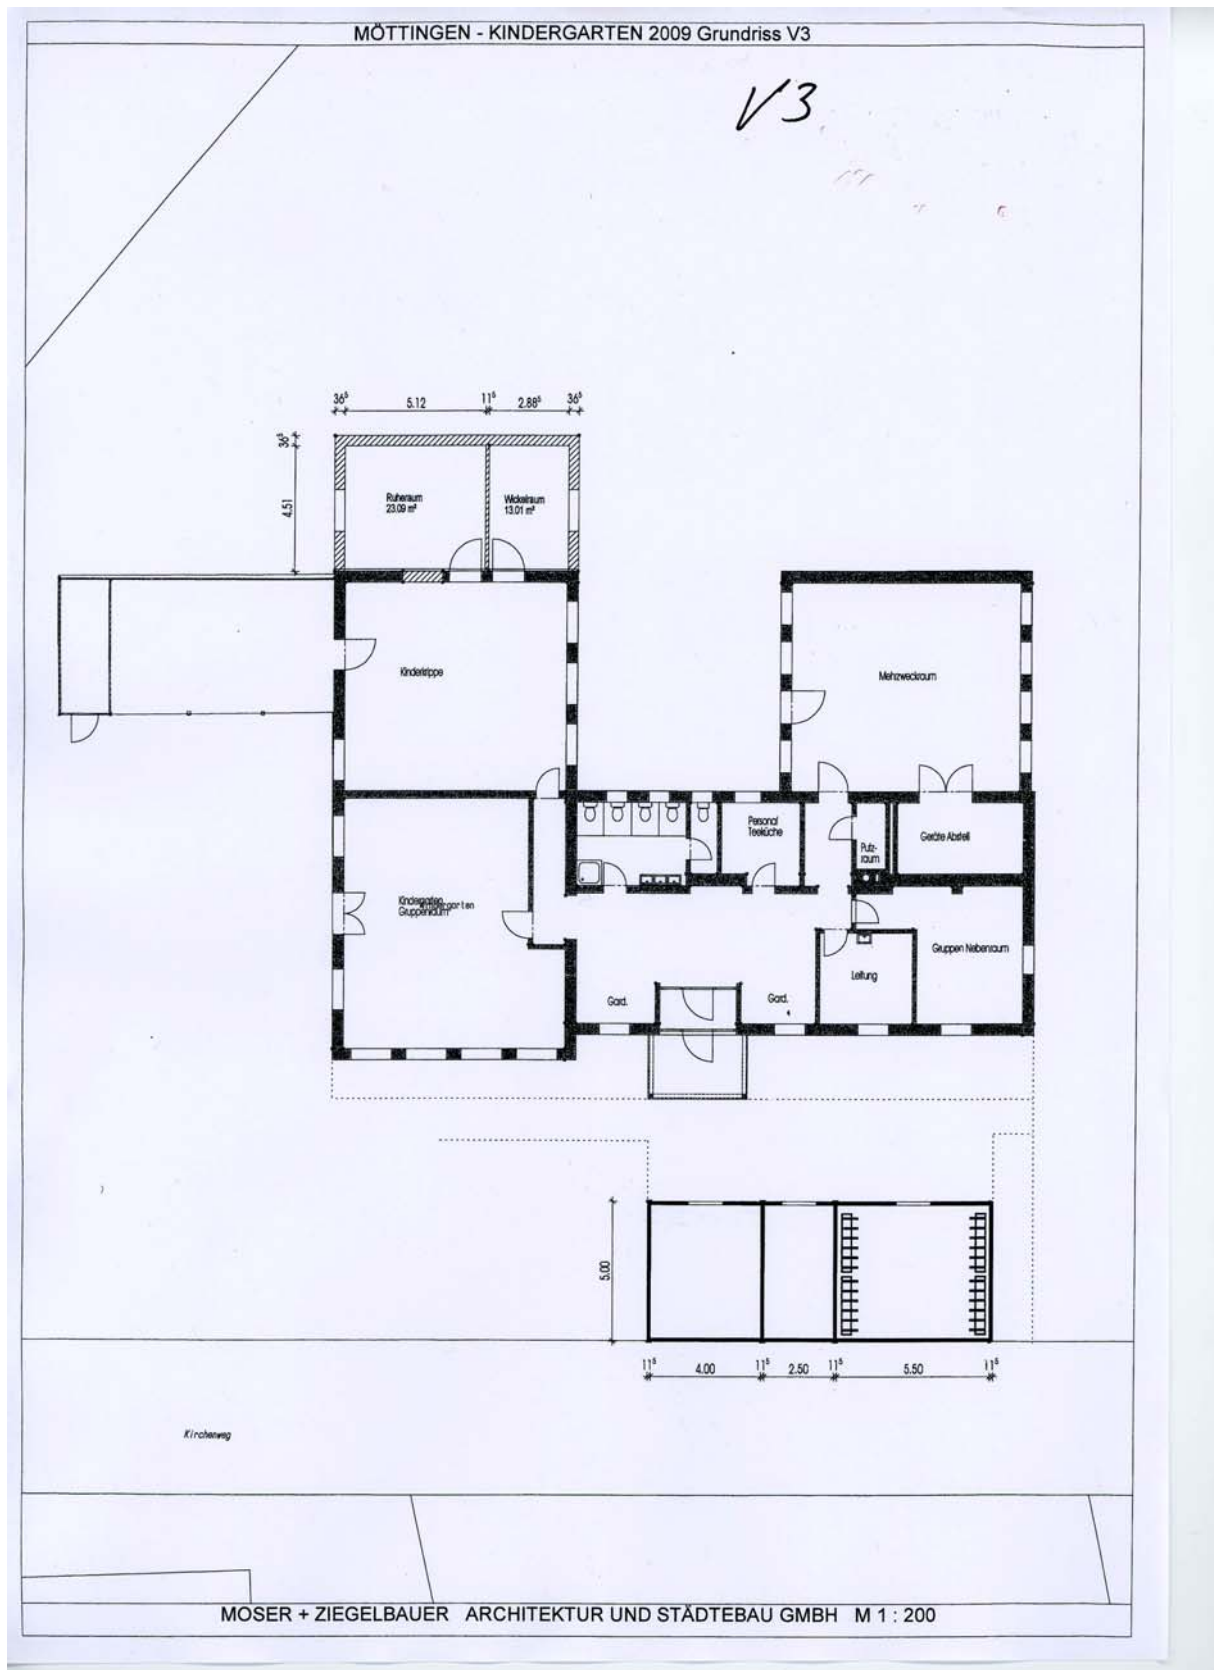 MÖTTINGEN - KINDERGARTEN 2009 Grundriss V3
V3
36⁵ 5.12 11⁵ 2.88⁵ 36⁵
36⁵
4.51
Ruheraum
23.09 m²
Wickelraum
13.01 m²
Kinderkrippe
Mehrzweckraum
Personal
Teeküche
Putz-
raum
Geräte Abstell
Kindergarten
Gruppenraum
Kindergarten
Gruppen Nebenraum
Leitung
Gard.
Gard.
5.00
11⁵ 4.00 11⁵ 2.50 11⁵ 5.50 11⁵
Kirchenweg
MOSER + ZIEGELBAUER ARCHITEKTUR UND STÄDTEBAU GMBH M 1 : 200